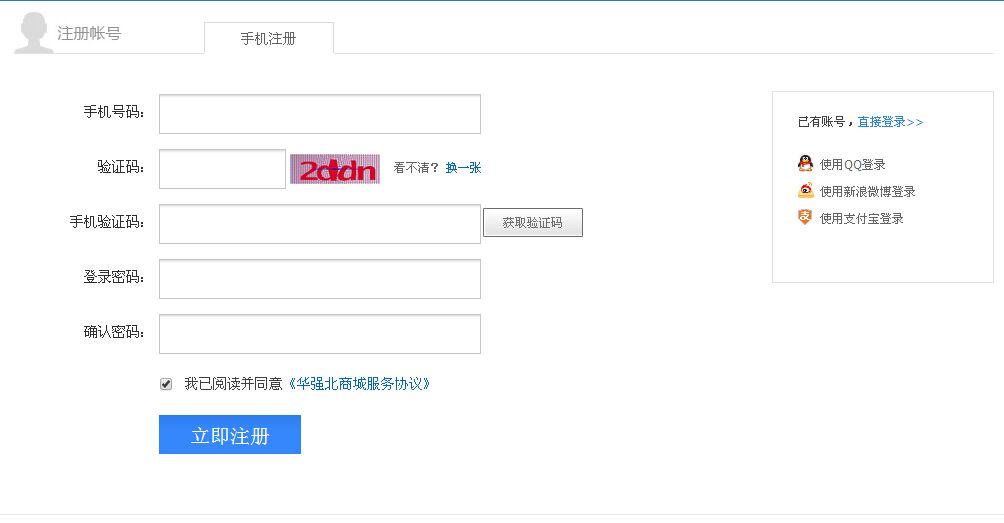 注册帐号
手机注册
手机号码：
验证码：
看不清？ 换一张
手机验证码：
获取验证码
登录密码：
确认密码：
我已阅读并同意《华强北商城服务协议》
立即注册
已有账号，直接登录>>
使用QQ登录
使用新浪微博登录
使用支付宝登录